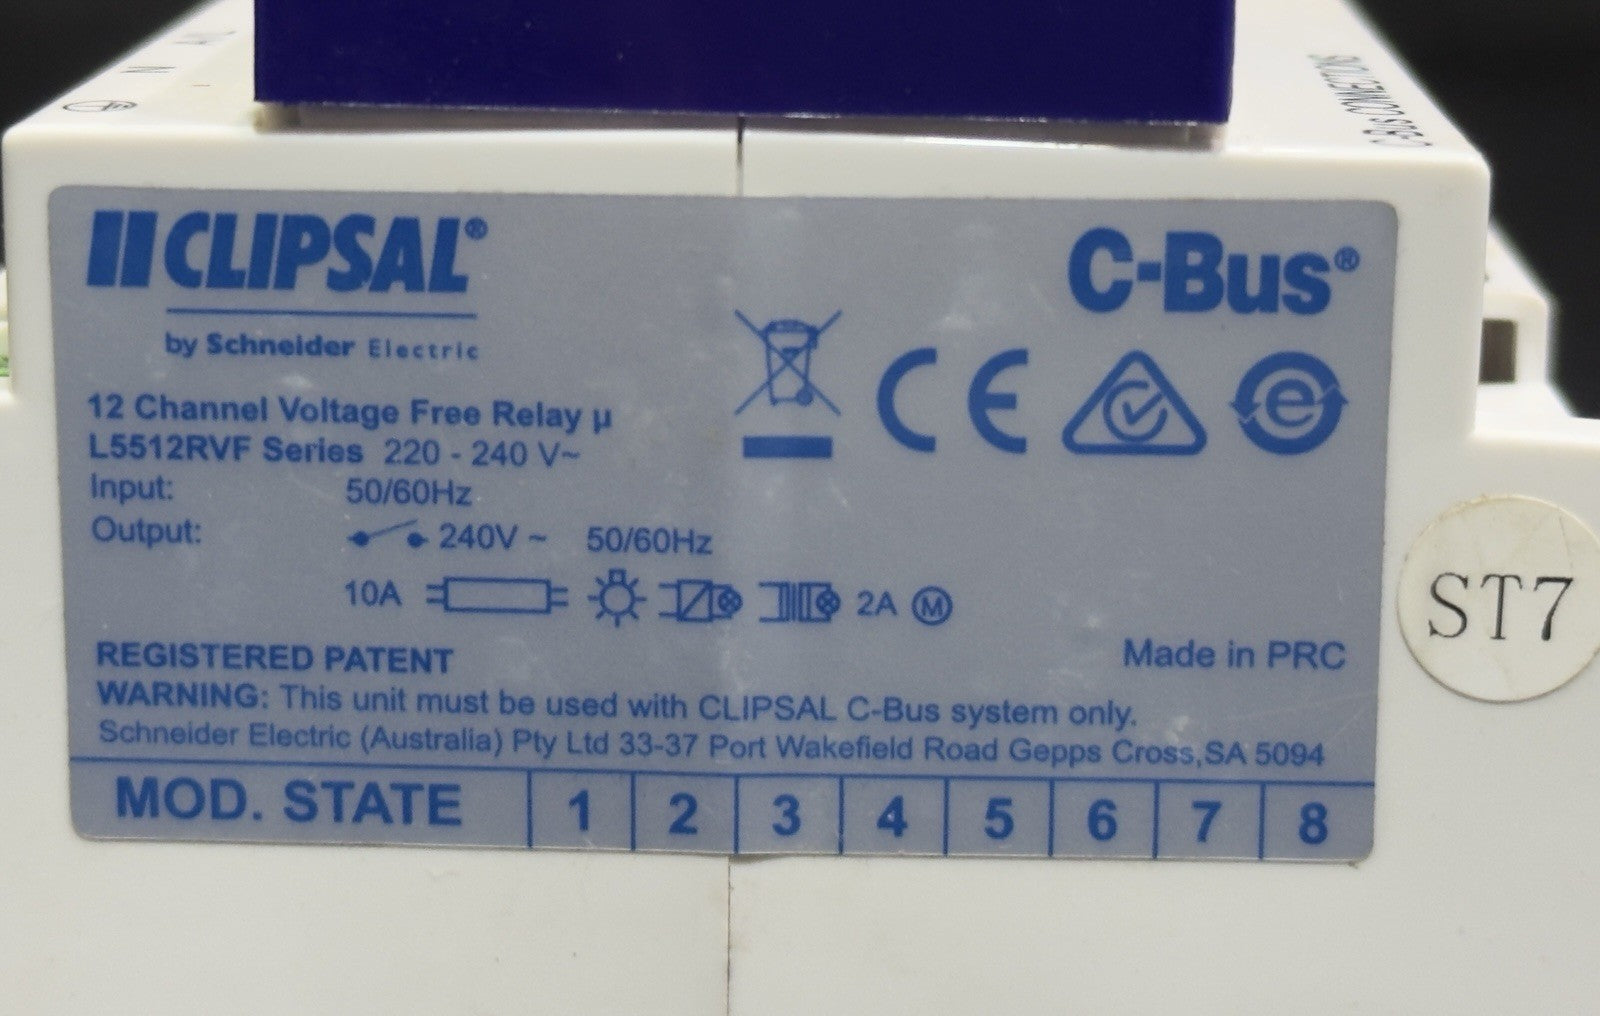 N
C-BUS CONNECTIONS
CLIPSAL®
by Schneider Electric
C-Bus®
12 Channel Voltage Free Relay µ
L5512RVF Series 220 - 240 V~
Input: 50/60Hz
Output: 240V ~ 50/60Hz
10A 2A M
REGISTERED PATENT
Made in PRC
WARNING: This unit must be used with CLIPSAL C-Bus system only.
Schneider Electric (Australia) Pty Ltd 33-37 Port Wakefield Road Gepps Cross,SA 5094
MOD. STATE 1 2 3 4 5 6 7 8
ST7